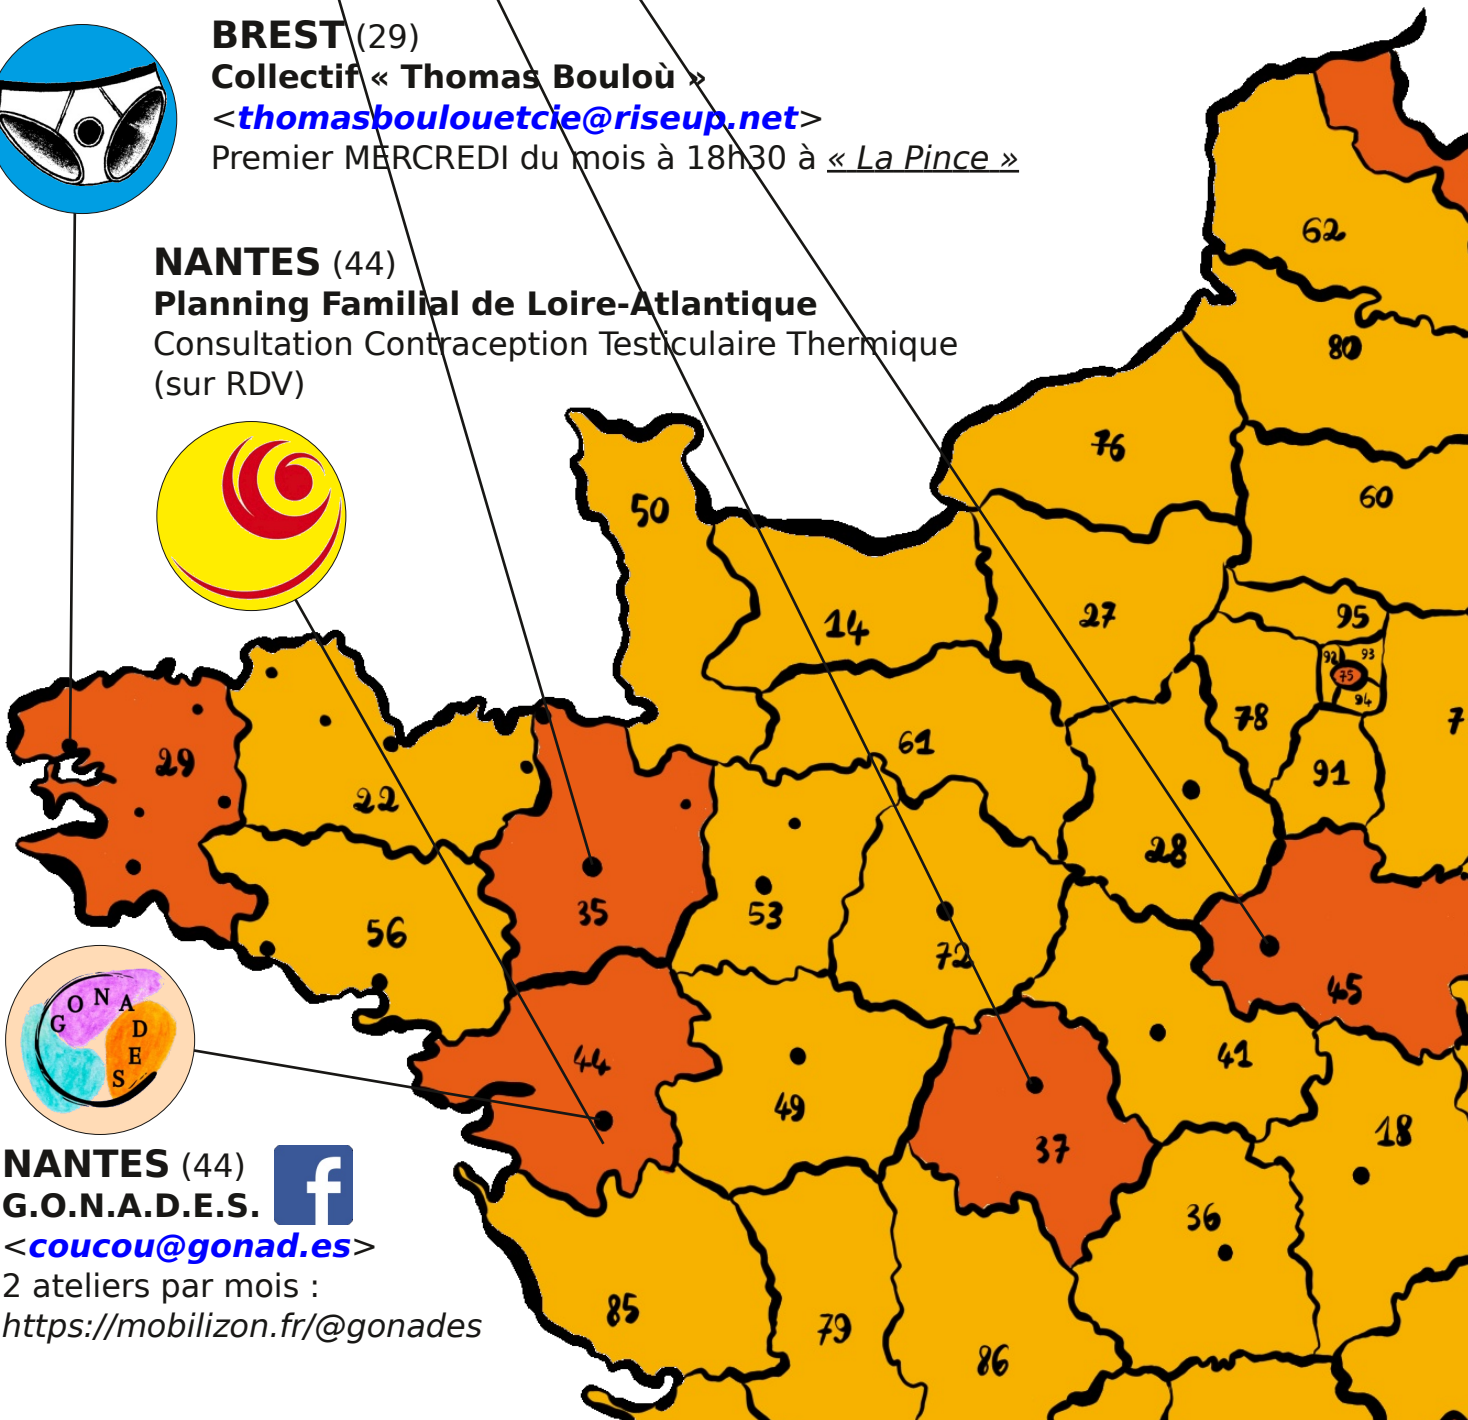 BREST (29)
Collectif « Thomas Bouloù »
<thomasboulouetcie@riseup.net>
Premier MERCREDI du mois à 18h30 à « La Pince »
NANTES (44)
Planning Familial de Loire-Atlantique
Consultation Contraception Testiculaire Thermique
(sur RDV)
62
80
76
50
60
14
27
95
92
93
75
94
78
7
61
29
22
91
28
35
53
56
72
45
GONADES
44
41
49
18
37
NANTES (44)
G.O.N.A.D.E.S.
f
<coucou@gonad.es>
2 ateliers par mois :
https://mobilizon.fr/@gonades
36
85
79
86